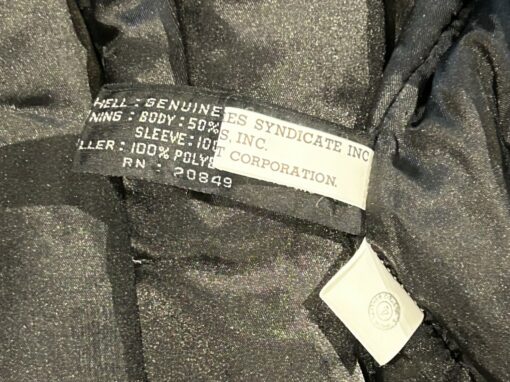 HELL : GENUINE
NING : BODY : 50%
SLEEVE : 10
LLER : 100% POLY
RN : 20849
ES SYNDICATE INC
S, INC.
T CORPORATION.